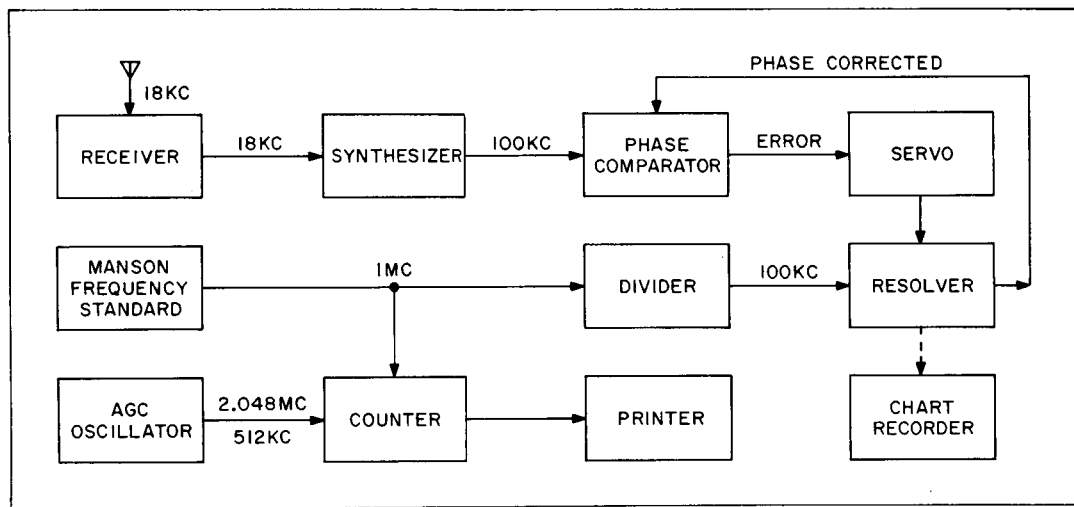 PHASE CORRECTED
18KC
RECEIVER
18KC
SYNTHESIZER
100KC
PHASE
COMPARATOR
ERROR
SERVO
MANSON
FREQUENCY
STANDARD
1MC
DIVIDER
100KC
RESOLVER
AGC
OSCILLATOR
2.048MC
512KC
COUNTER
PRINTER
CHART
RECORDER